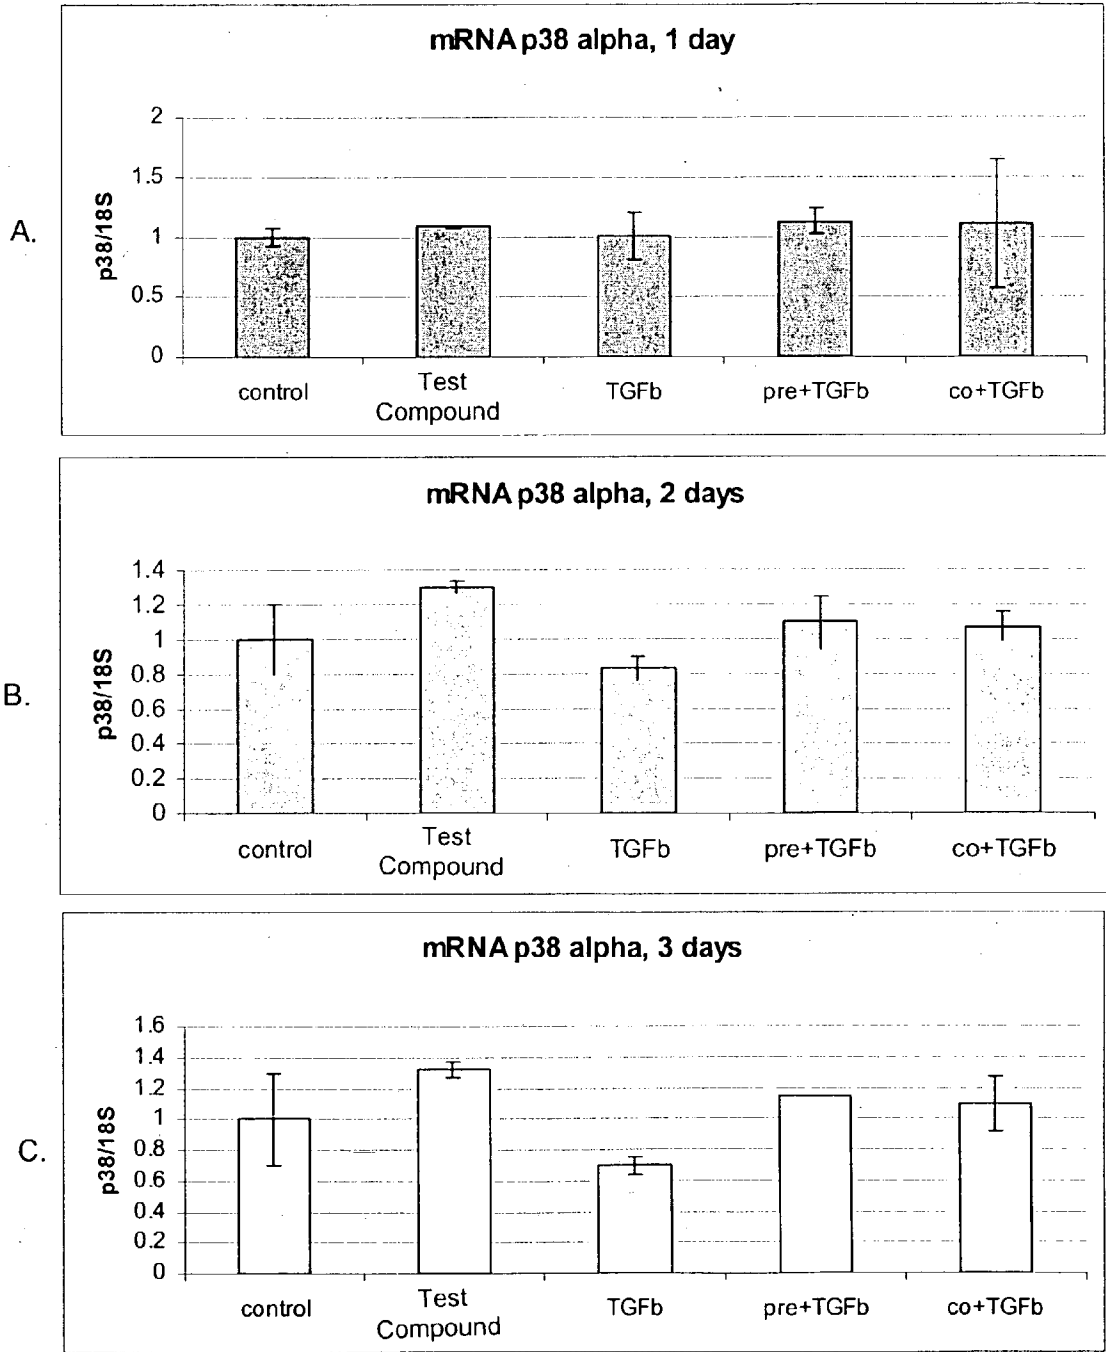 A.
mRNA p38 alpha, 1 day
p38/18S
2
1.5
1
0.5
0
control
Test
Compound
TGFb
pre+TGFb
co+TGFb
B.
mRNA p38 alpha, 2 days
p38/18S
1.4
1.2
1
0.8
0.6
0.4
0.2
0
control
Test
Compound
TGFb
pre+TGFb
co+TGFb
C.
mRNA p38 alpha, 3 days
p38/18S
1.6
1.4
1.2
1
0.8
0.6
0.4
0.2
0
control
Test
Compound
TGFb
pre+TGFb
co+TGFb